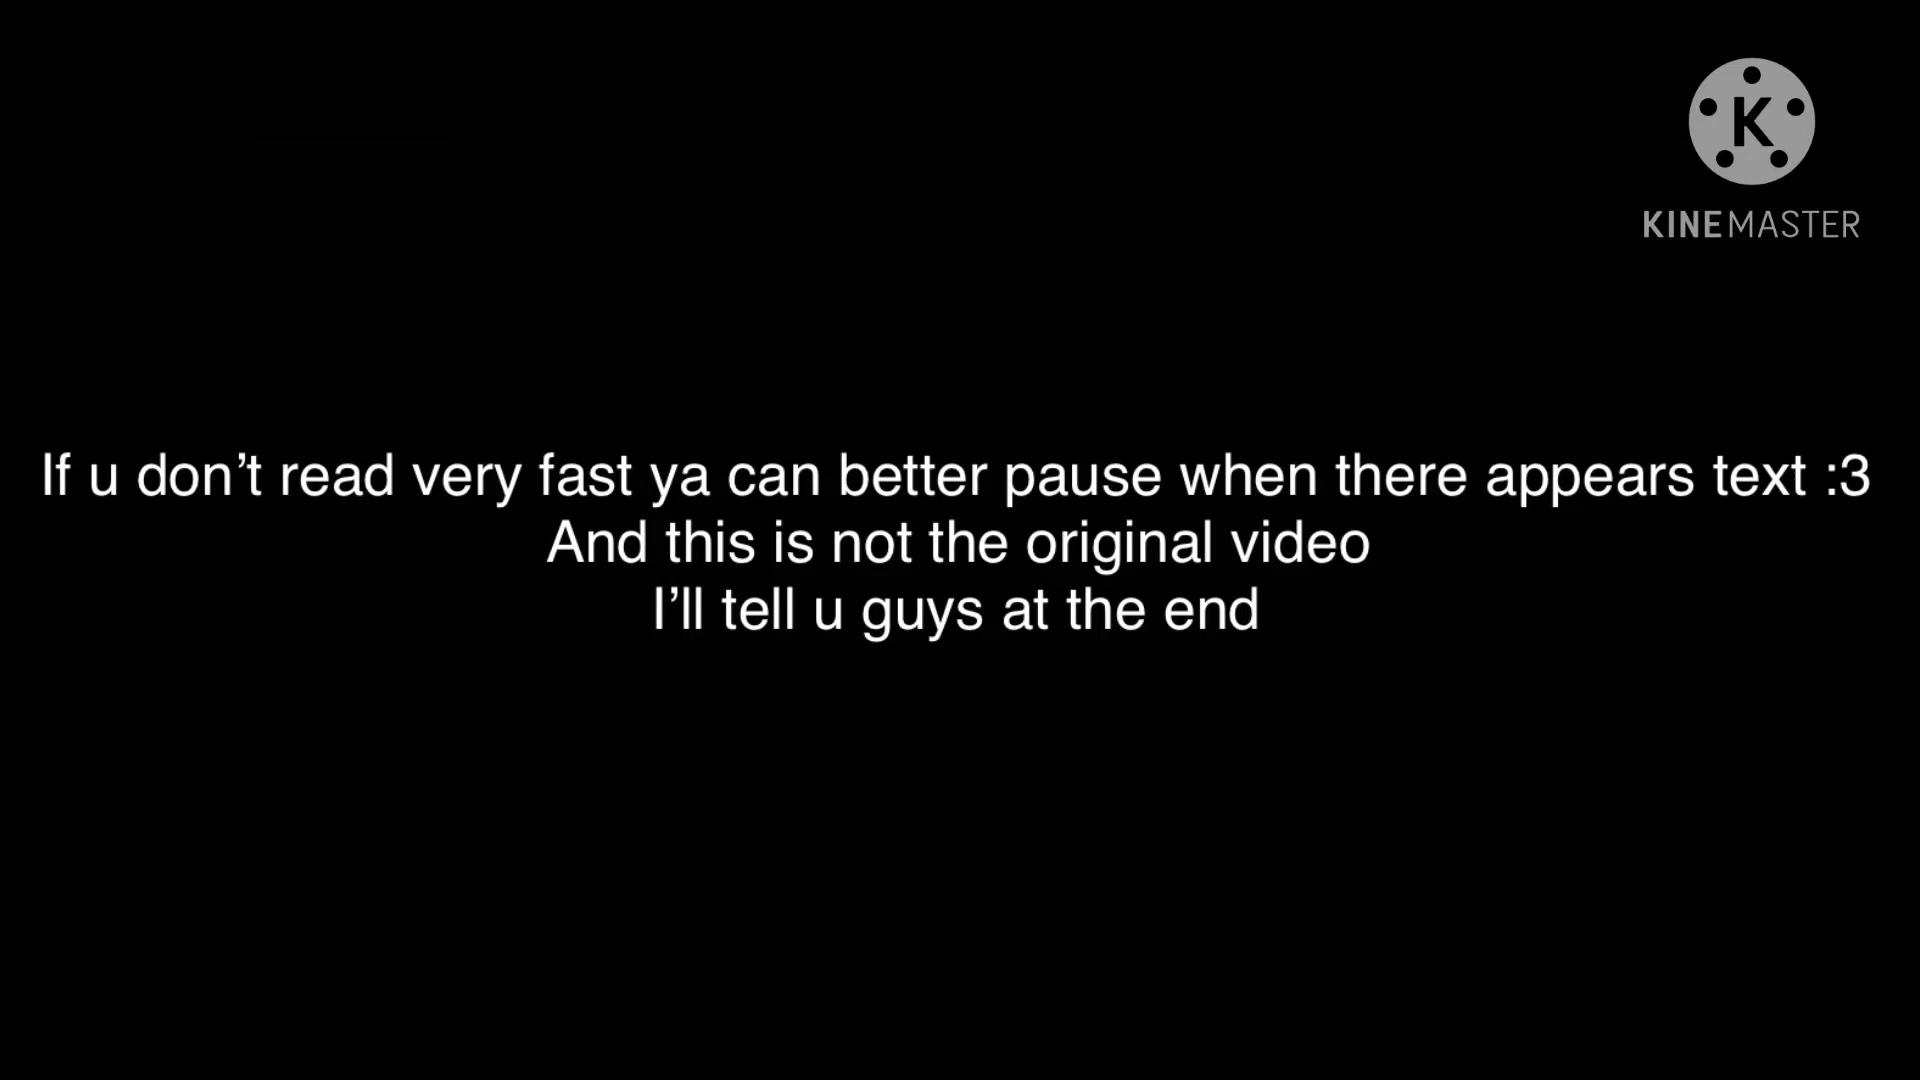 K
KINEMASTER
If u don’t read very fast ya can better pause when there appears text :3
And this is not the original video
I’ll tell u guys at the end